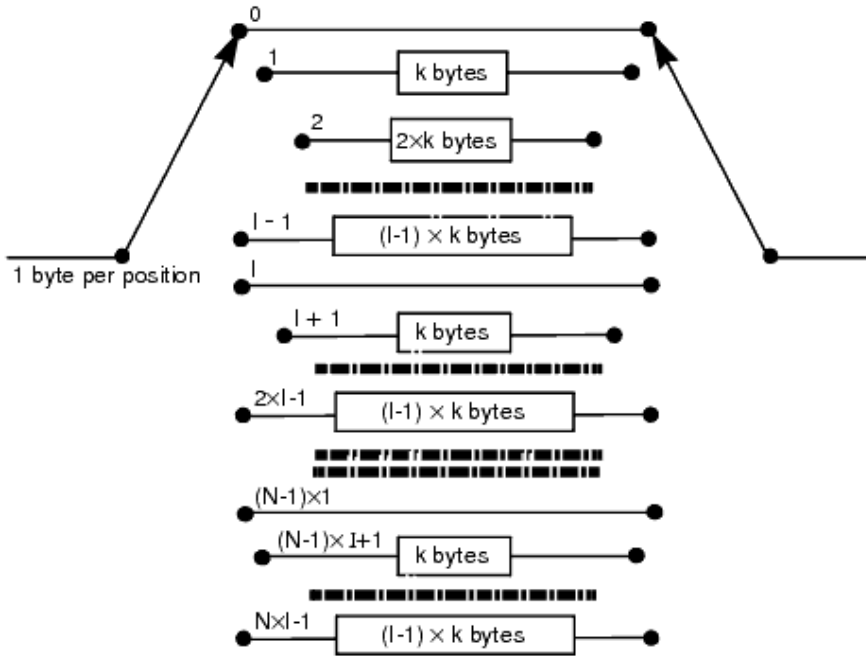 0
1
k bytes
2
2×k bytes
I - 1
(I-1) × k bytes
1 byte per position
I
I + 1
k bytes
2×I-1
(I-1) × k bytes
(N-1)×1
(N-1)× I+1
k bytes
N×I-1
(I-1) × k bytes